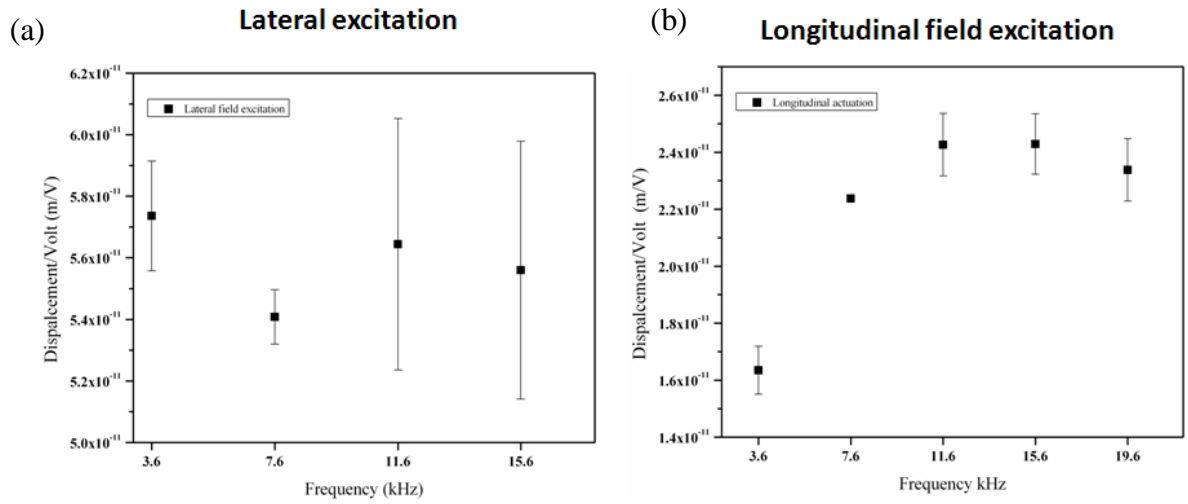 (a)
Lateral excitation
6.2x10⁻¹¹
6.0x10⁻¹¹
5.8x10⁻¹¹
5.6x10⁻¹¹
5.4x10⁻¹¹
5.2x10⁻¹¹
5.0x10⁻¹¹
Dispalcement/Volt (m/V)
Lateral field excitation
3.6 7.6 11.6 15.6
Frequency (kHz)
(b)
Longitudinal field excitation
2.6x10⁻¹¹
2.4x10⁻¹¹
2.2x10⁻¹¹
2.0x10⁻¹¹
1.8x10⁻¹¹
1.6x10⁻¹¹
1.4x10⁻¹¹
Dispalcement/Volt (m/V)
Longitudinal actuation
3.6 7.6 11.6 15.6 19.6
Frequency kHz